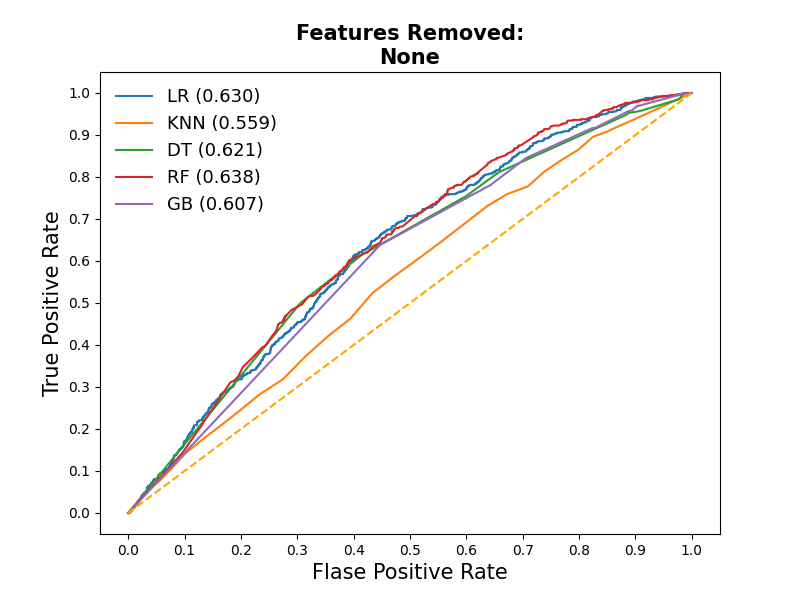 Features Removed:
None
LR (0.630)
KNN (0.559)
DT (0.621)
RF (0.638)
GB (0.607)
True Positive Rate
1.0
0.9
0.8
0.7
0.6
0.5
0.4
0.3
0.2
0.1
0.0
0.0 0.1 0.2 0.3 0.4 0.5 0.6 0.7 0.8 0.9 1.0
Flase Positive Rate